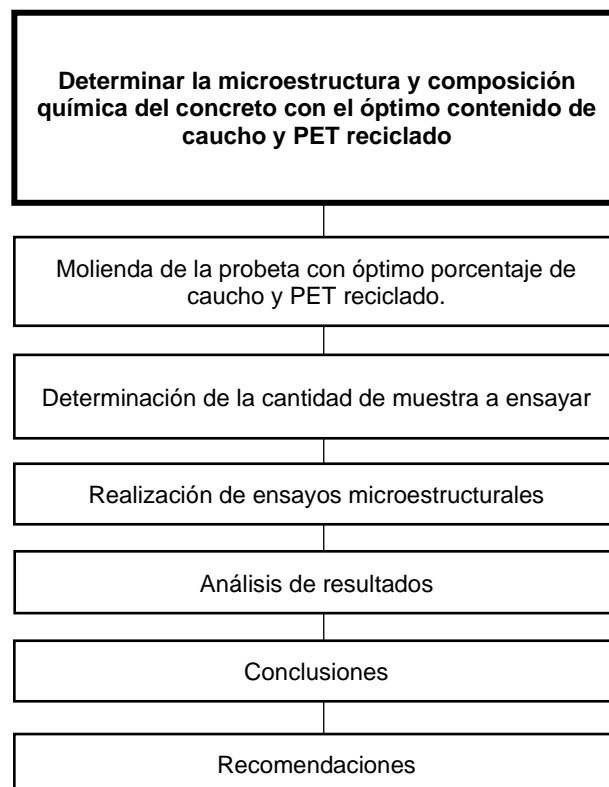 Determinar la microestructura y composición
química del concreto con el óptimo contenido de
caucho y PET reciclado
Molienda de la probeta con óptimo porcentaje de
caucho y PET reciclado.
Determinación de la cantidad de muestra a ensayar
Realización de ensayos microestructurales
Análisis de resultados
Conclusiones
Recomendaciones